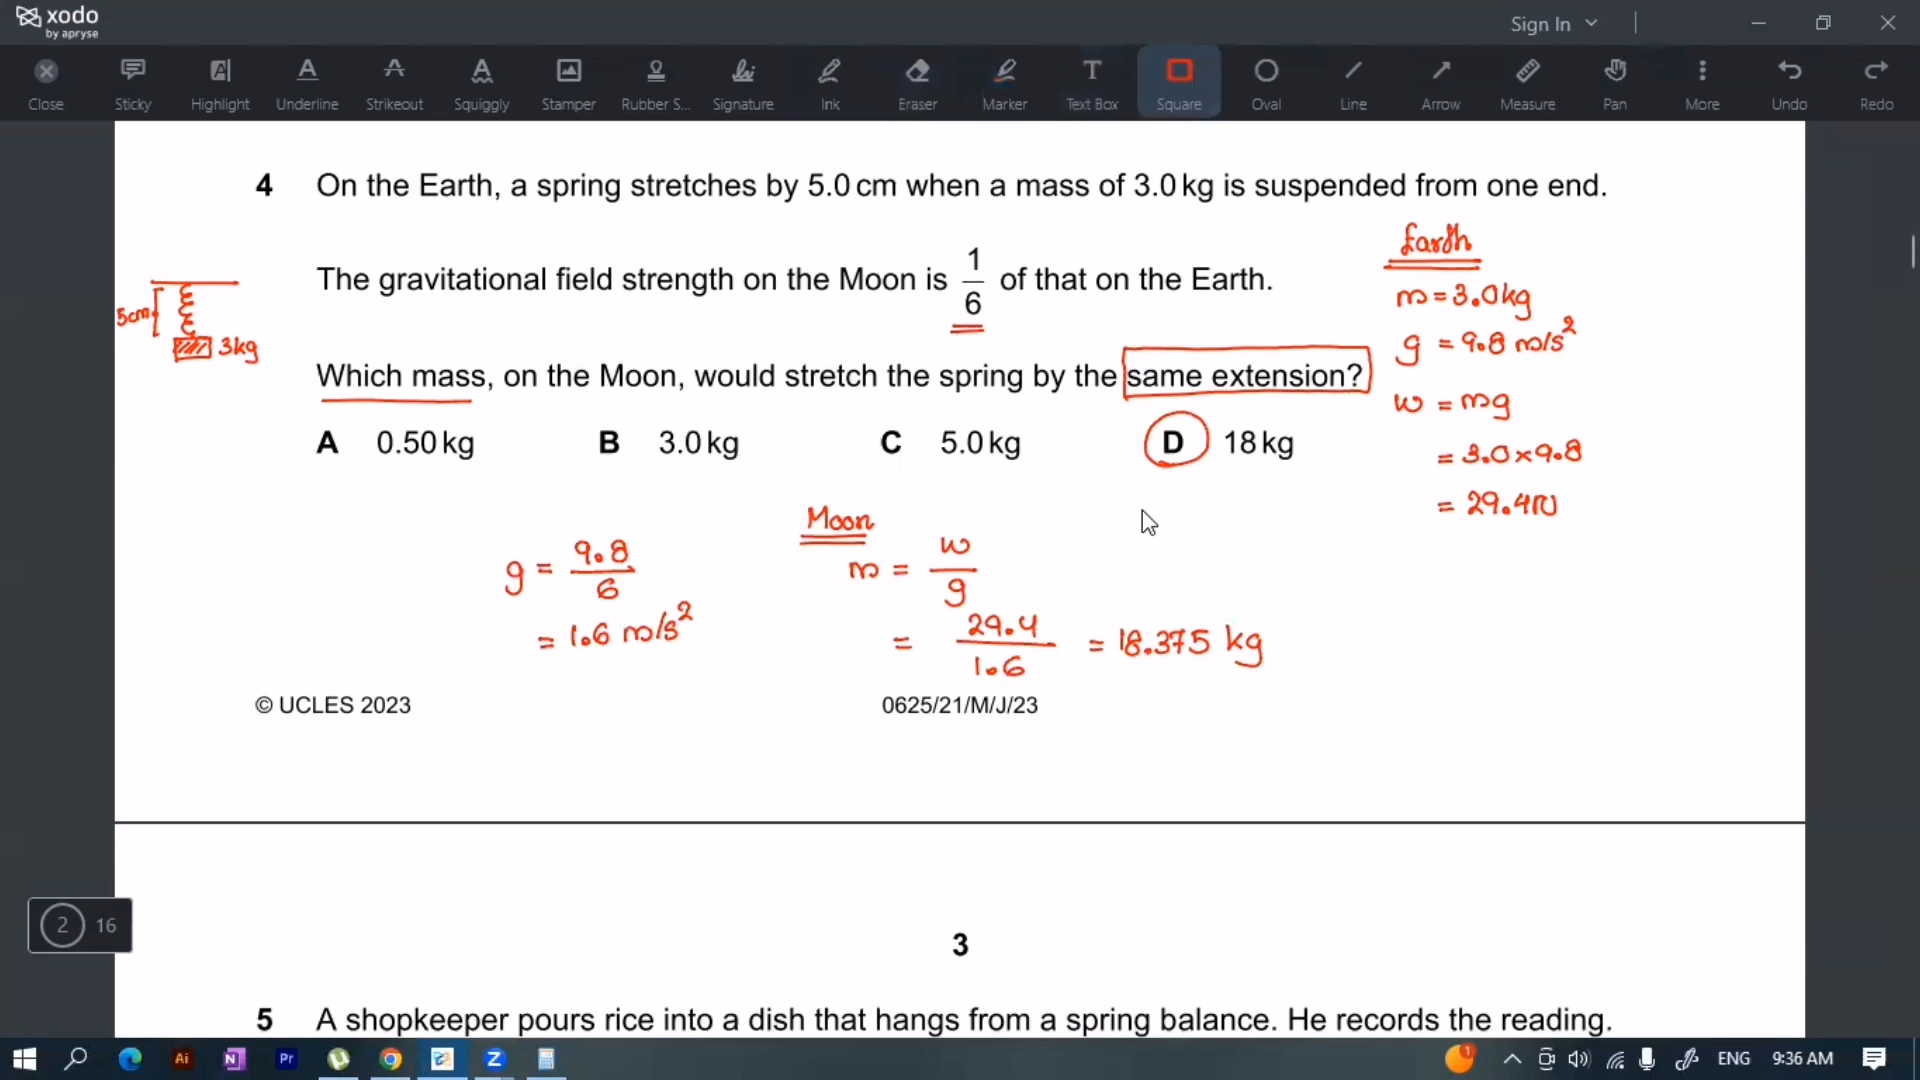 xodo
by apryse
Sign In
Close Sticky Highlight Underline Strikeout Squiggly Stamper Rubber S... Signature Ink Eraser Marker Text Box Square Oval Line Arrow Measure Pan More Undo Redo
4 On the Earth, a spring stretches by 5.0 cm when a mass of 3.0 kg is suspended from one end.
Earth
The gravitational field strength on the Moon is 1/6 of that on the Earth.
m = 3.0kg
5cm
3kg
g = 9.8 m/s²
Which mass, on the Moon, would stretch the spring by the same extension?
w = mg
A 0.50 kg B 3.0 kg C 5.0 kg D 18 kg
= 3.0 × 9.8
= 29.4N
Moon
g = 9.8/6
m = w/g
= 1.6 m/s²
= 29.4/1.6 = 18.375 kg
© UCLES 2023 0625/21/M/J/23
2 16
3
5 A shopkeeper pours rice into a dish that hangs from a spring balance. He records the reading.
Ai N Pr Z 1 ENG 9:36 AM